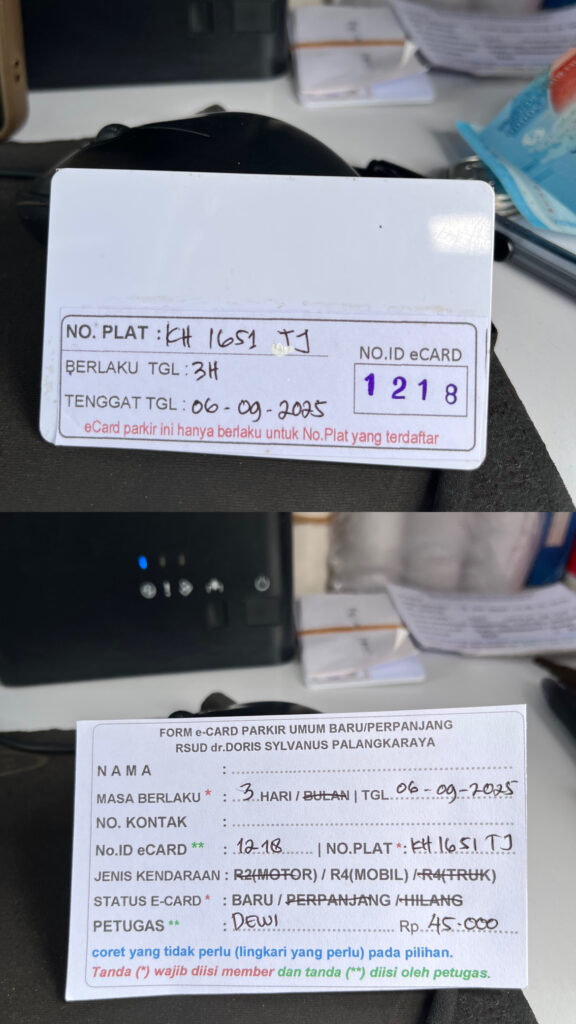 NO. PLAT : KH 1651 TJ
BERLAKU TGL : 3H
NO.ID eCARD
1218
TENGGAT TGL : 06-09-2025
eCard parkir ini hanya berlaku untuk No.Plat yang terdaftar
FORM e-CARD PARKIR UMUM BARU/PERPANJANG
RSUD dr.DORIS SYLVANUS PALANGKARAYA
NAMA :
MASA BERLAKU * : 3 HARI / BULAN | TGL 06-09-2025
NO. KONTAK :
No.ID eCARD ** : 1218 | NO.PLAT *: KH 1651 TJ
JENIS KENDARAAN : R2(MOTOR) / R4(MOBIL) / R4(TRUK)
STATUS E-CARD * : BARU / PERPANJANG / HILANG
PETUGAS ** : DEWI Rp. 45.000
coret yang tidak perlu (lingkari yang perlu) pada pilihan.
Tanda (*) wajib diisi member dan tanda (**) diisi oleh petugas.